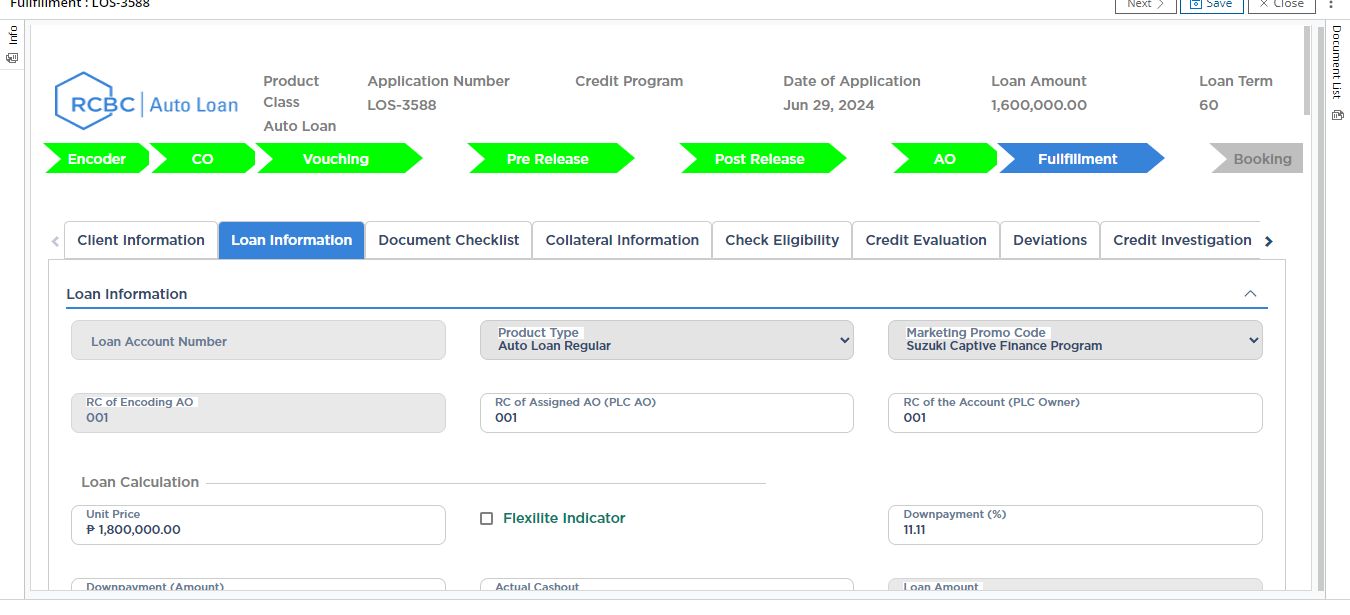 Fullfillment : LOS-3588
Next
Save
Close
Info
Document List
RCBC Auto Loan
Product Class
Auto Loan
Application Number
LOS-3588
Credit Program
Date of Application
Jun 29, 2024
Loan Amount
1,600,000.00
Loan Term
60
Encoder
CO
Vouching
Pre Release
Post Release
AO
Fullfillment
Booking
Client Information
Loan Information
Document Checklist
Collateral Information
Check Eligibility
Credit Evaluation
Deviations
Credit Investigation
Loan Information
Loan Account Number
Product Type
Auto Loan Regular
Marketing Promo Code
Suzuki Captive Finance Program
RC of Encoding AO
001
RC of Assigned AO (PLC AO)
001
RC of the Account (PLC Owner)
001
Loan Calculation
Unit Price
₱ 1,800,000.00
Flexilite Indicator
Downpayment (%)
11.11
Downpayment (Amount)
Actual Cashout
Loan Amount